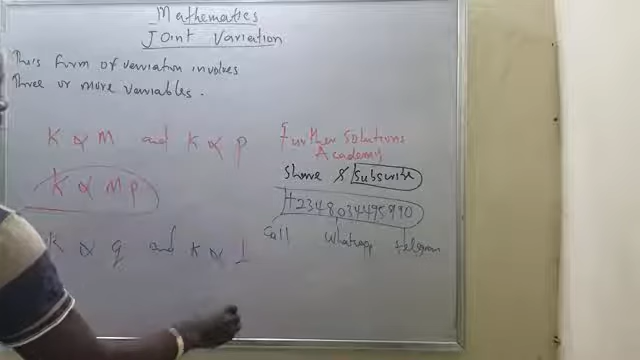 Mathematics
Joint Variation
This form of variation involves
Three or more variables.
K ∝ M and K ∝ p
K ∝ Mp
K ∝ q and K ∝ 1
Further Solutions
Academy
Share & Subscribe
+2348034495990
Call Whatsapp telegram